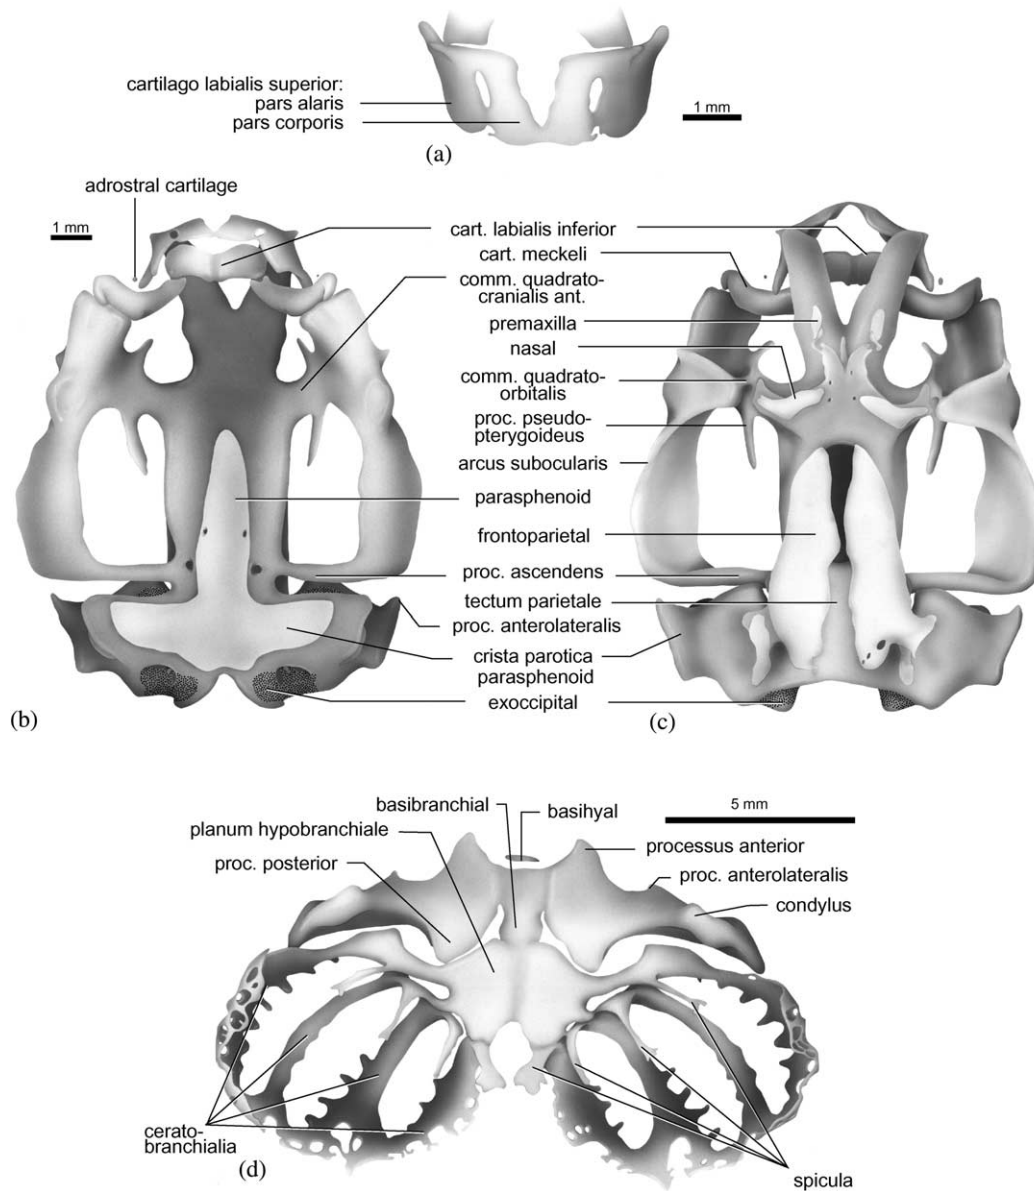 cartilago labialis superior:
pars alaris
pars corporis
1 mm
(a)
adrostral cartilage
1 mm
cart. labialis inferior
cart. meckeli
comm. quadrato-
cranialis ant.
premaxilla
nasal
comm. quadrato-
orbitalis
proc. pseudo-
pterygoideus
arcus subocularis
parasphenoid
frontoparietal
proc. ascendens
tectum parietale
proc. anterolateralis
crista parotica
parasphenoid
exoccipital
(b)
(c)
basibranchial
basihyal
5 mm
planum hypobranchiale
processus anterior
proc. posterior
proc. anterolateralis
condylus
cerato-
branchialia
(d)
spicula